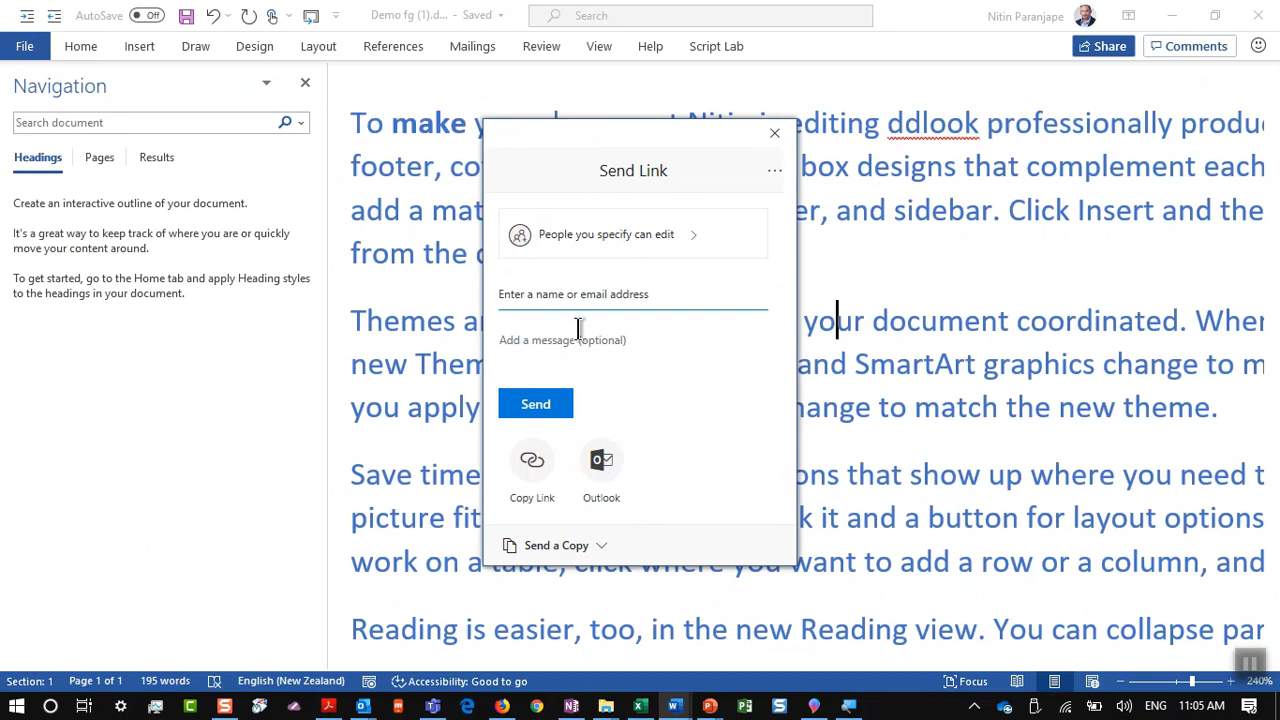 AutoSave Off Demo fg (1).d... - Saved Search Nitin Paranjape
File Home Insert Draw Design Layout References Mailings Review View Help Script Lab Share Comments
Navigation
Search document
Headings Pages Results
Create an interactive outline of your document.
It's a great way to keep track of where you are or quickly
move your content around.
To get started, go to the Home tab and apply Heading styles
to the headings in your document.
To make editing ddlook professionally produ
footer, box designs that complement each
add a mat er, and sidebar. Click Insert and the
from the
Themes your document coordinated. When
new Them and SmartArt graphics change to m
you apply hange to match the new theme.
Save time ons that show up where you need t
picture fit k it and a button for layout options
work on a table, click where you want to add a row or a column, and
Reading is easier, too, in the new Reading view. You can collapse par
Send Link
People you specify can edit
Enter a name or email address
Add a message (optional)
Send
Copy Link Outlook
Send a Copy
Section: 1 Page 1 of 1 195 words English (New Zealand) Accessibility: Good to go Focus 240%
ENG 11:05 AM